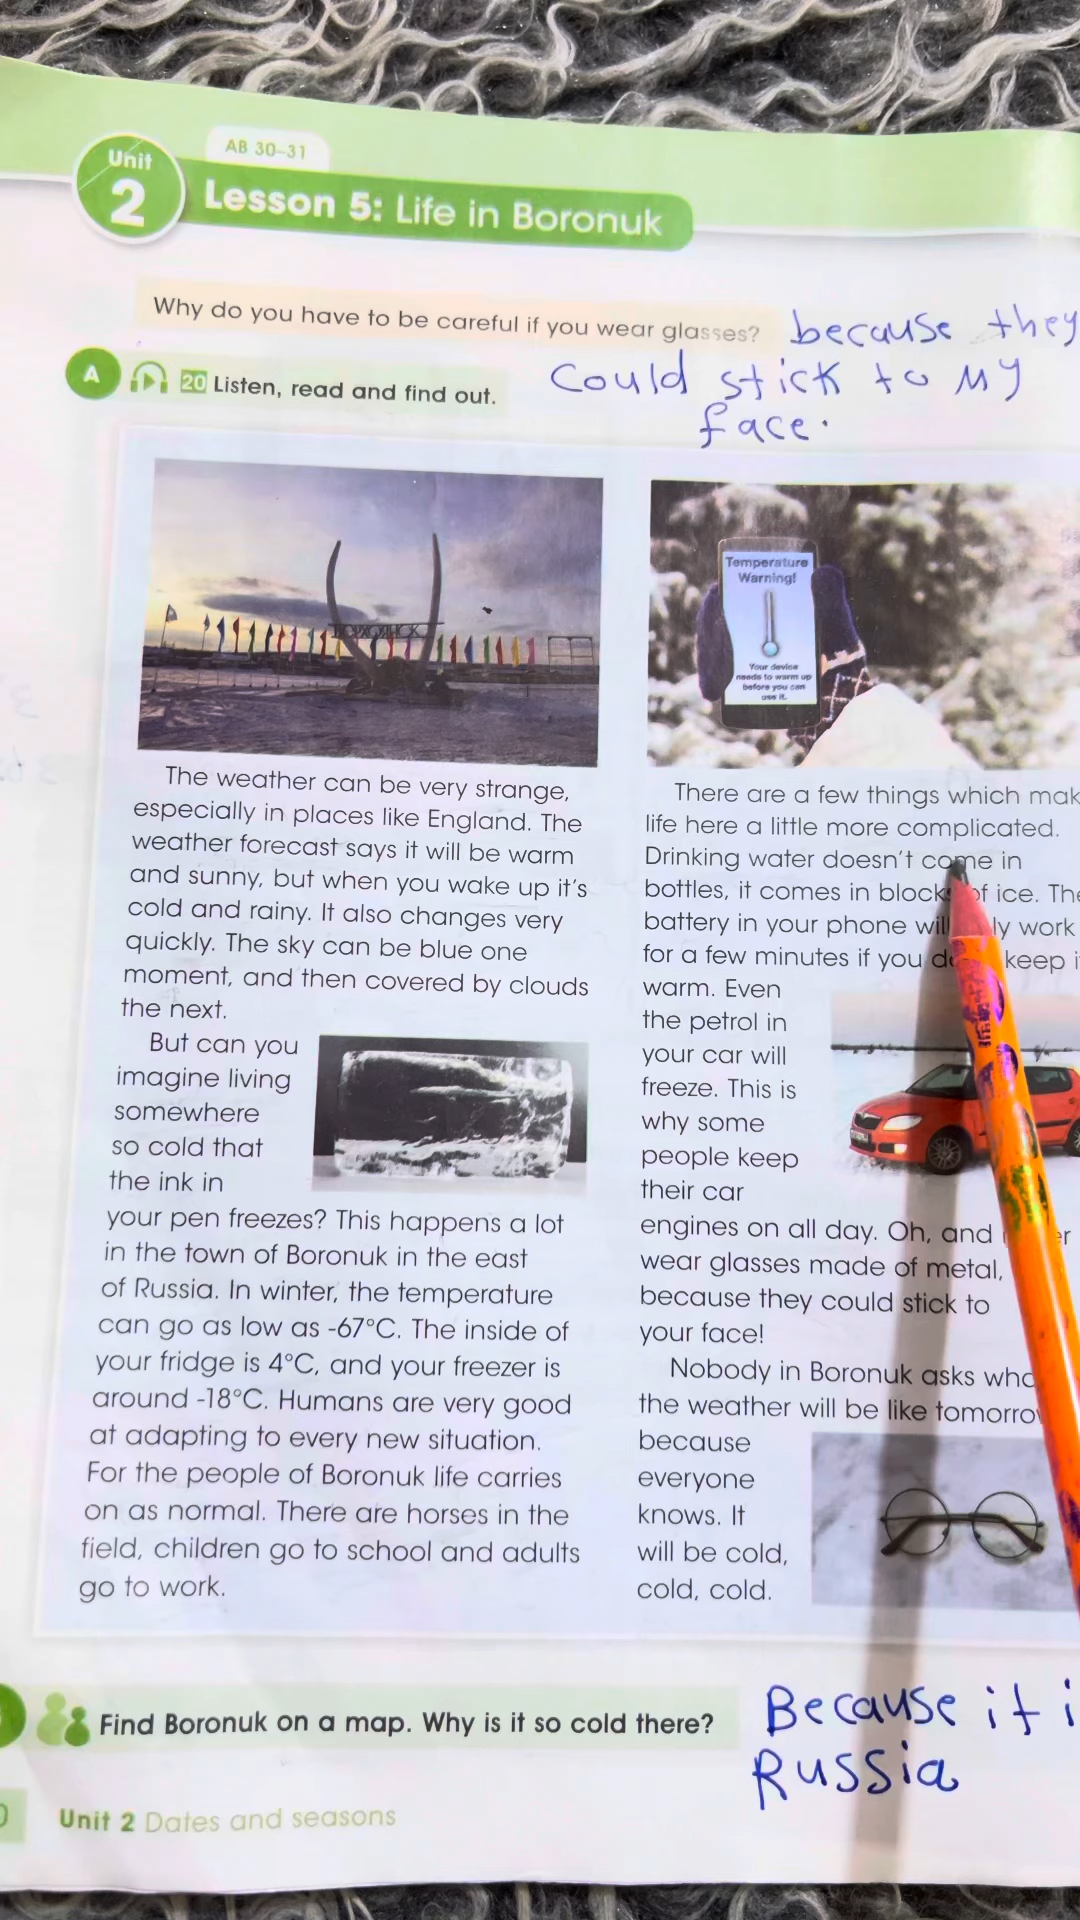 AB 30–31
Unit
2
Lesson 5: Life in Boronuk
Why do you have to be careful if you wear glasses?
because they
Could stick to My
face.
A
20 Listen, read and find out.
The weather can be very strange,
especially in places like England. The
weather forecast says it will be warm
and sunny, but when you wake up it's
cold and rainy. It also changes very
quickly. The sky can be blue one
moment, and then covered by clouds
the next.
But can you
imagine living
somewhere
so cold that
the ink in
your pen freezes? This happens a lot
in the town of Boronuk in the east
of Russia. In winter, the temperature
can go as low as -67°C. The inside of
your fridge is 4°C, and your freezer is
around -18°C. Humans are very good
at adapting to every new situation.
For the people of Boronuk life carries
on as normal. There are horses in the
field, children go to school and adults
go to work.
Temperature
Warning!
Your device
needs to warm up
before you can
use it.
There are a few things which mak
life here a little more complicated.
Drinking water doesn't come in
bottles, it comes in blocks of ice. The
battery in your phone will ly work
for a few minutes if you keep i
warm. Even
the petrol in
your car will
freeze. This is
why some
people keep
their car
engines on all day. Oh, and
wear glasses made of metal,
because they could stick to
your face!
Nobody in Boronuk asks
the weather will be like tomorro
because
everyone
knows. It
will be cold,
cold, cold.
Find Boronuk on a map. Why is it so cold there?
Because it i
Russia
Unit 2 Dates and seasons